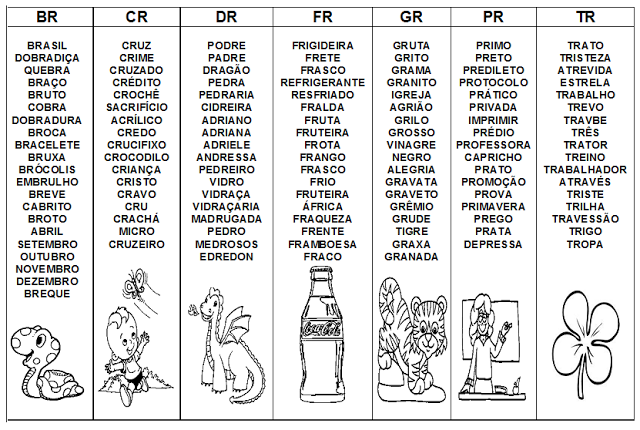 BR CR DR FR GR PR TR
BRASIL CRUZ PODRE FRIGIDEIRA GRUTA PRIMO TRATO
DOBRADIÇA CRIME PADRE FRETE GRITO PRETO TRISTEZA
QUEBRA CRUZADO DRAGÃO FRASCO GRAMA PREDILETO ATREVIDA
BRAÇO CRÉDITO PEDRA REFRIGERANTE GRANITO PROTOCOLO ESTRELA
BRUTO CROCHÊ PEDRARIA RESFRIADO IGREJA PRÁTICO TRABALHO
COBRA SACRIFÍCIO CIDREIRA FRALDA AGRIÃO PRIVADA TREVO
DOBRADURA ACRÍLICO ADRIANO FRUTA GRILO IMPRIMIR TRAVBE
BROCA CREDO ADRIANA FRUTEIRA GROSSO PRÉDIO TRÊS
BRACELETE CRUCIFIXO ADRIELE FROTA VINAGRE PROFESSORA TRATOR
BRUXA CROCODILO ANDRESSA FRANGO NEGRO CAPRICHO TREINO
BRÓCOLIS CRIANÇA PEDREIRO FRASCO ALEGRIA PRATO TRABALHADOR
EMBRULHO CRISTO VIDRO FRIO GRAVATA PROMOÇÃO ATRAVÉS
BREVE CRAVO VIDRAÇA FRUTEIRA GRAVETO PROVA TRISTE
CABRITO CRU VIDRAÇARIA ÁFRICA GRÊMIO PRIMAVERA TRILHA
BROTO CRACHÁ MADRUGADA FRAQUEZA GRUDE PREGO TRAVESSÃO
ABRIL MICRO PEDRO FRENTE TIGRE PRATA TRIGO
SETEMBRO CRUZEIRO MEDROSOS FRAMBOESA GRAXA DEPRESSA TROPA
OUTUBRO EDREDON FRACO GRANADA
NOVEMBRO
DEZEMBRO
BREQUE
Coca-Cola